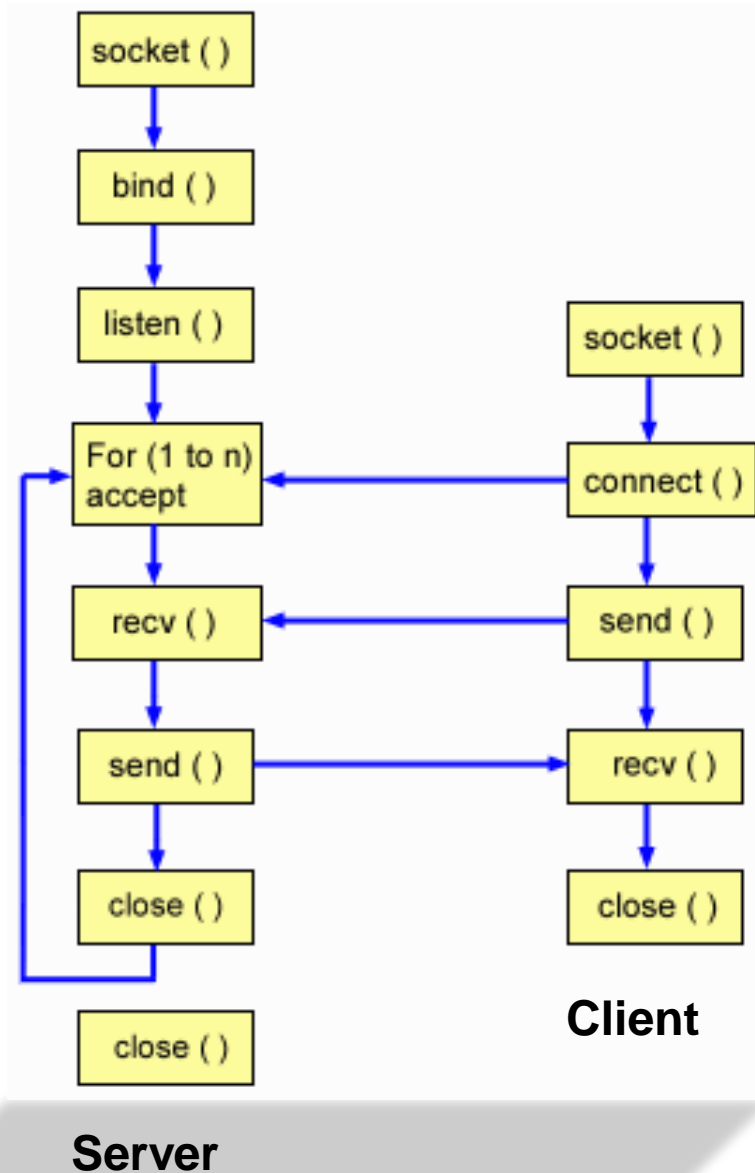 socket ( )
bind ( )
listen ( )
For (1 to n)
accept
recv ( )
send ( )
close ( )
close ( )
Server
socket ( )
connect ( )
send ( )
recv ( )
close ( )
Client